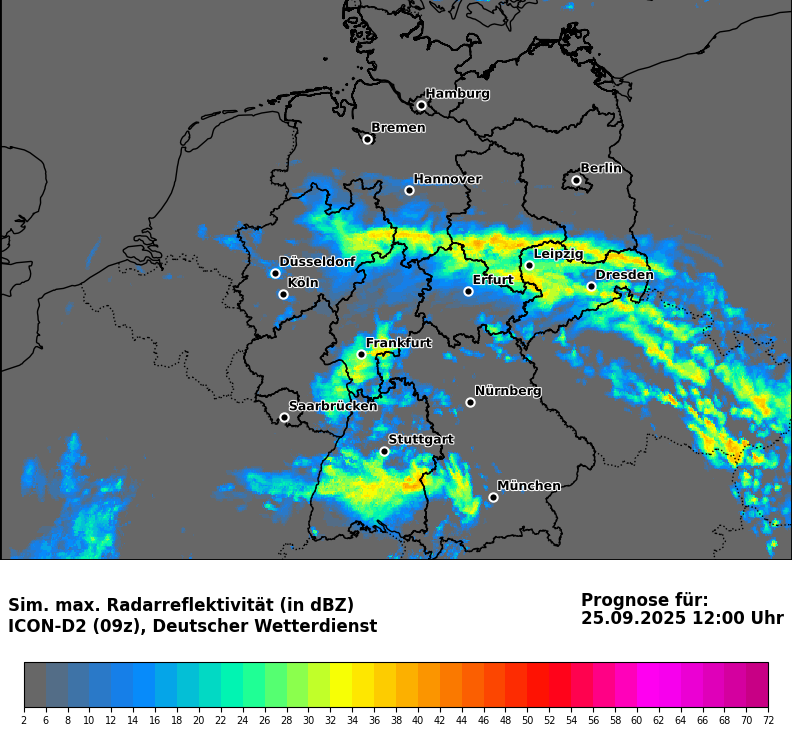 Hamburg
Bremen
Berlin
Hannover
Leipzig
Düsseldorf
Dresden
Köln
Erfurt
Frankfurt
Nürnberg
Saarbrücken
Stuttgart
München
Sim. max. Radarreflektivität (in dBZ)
ICON-D2 (09z), Deutscher Wetterdienst
Prognose für:
25.09.2025 12:00 Uhr
2 6 8 10 12 14 16 18 20 22 24 26 28 30 32 34 36 38 40 42 44 46 48 50 52 54 56 58 60 62 64 66 68 70 72